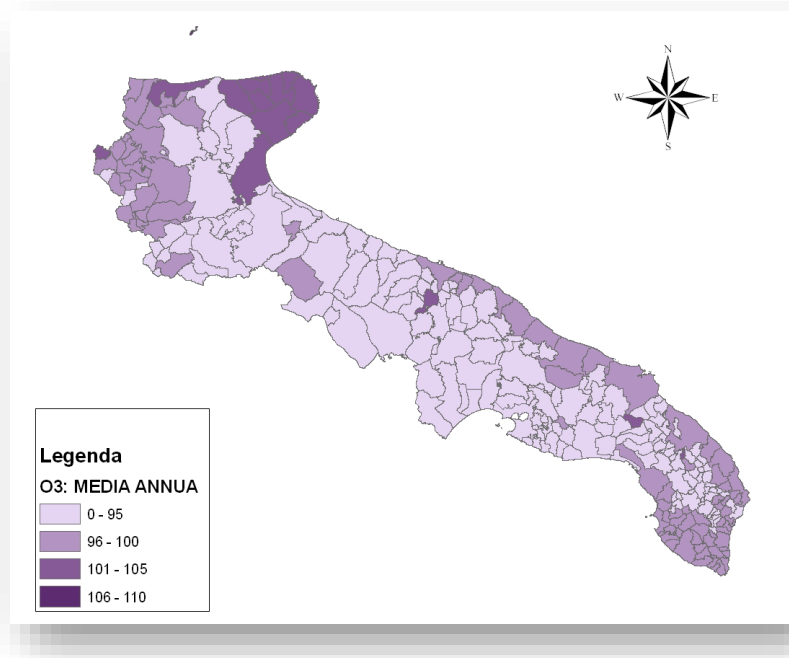 N
W E
S
Legenda
O3: MEDIA ANNUA
0 - 95
96 - 100
101 - 105
106 - 110